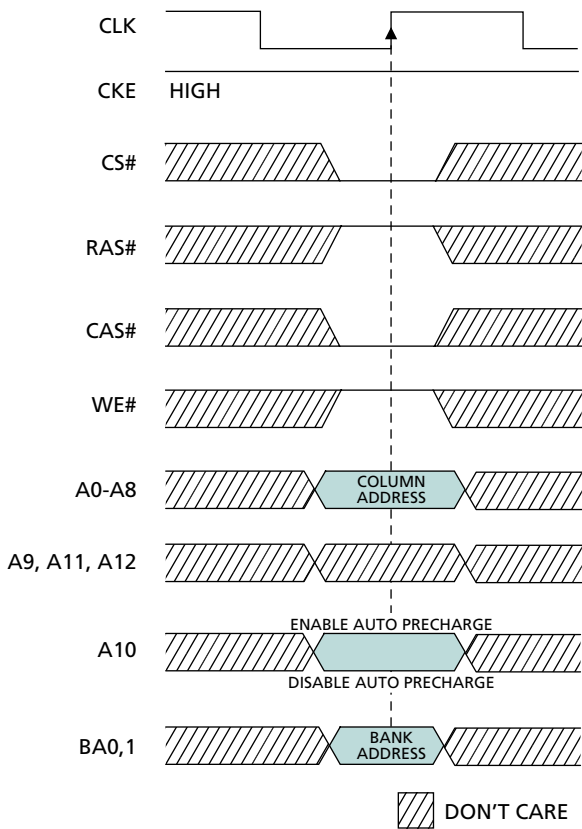 CLK
CKE HIGH
CS#
RAS#
CAS#
WE#
A0-A8 COLUMN
ADDRESS
A9, A11, A12
ENABLE AUTO PRECHARGE
A10
DISABLE AUTO PRECHARGE
BA0,1 BANK
ADDRESS
DON'T CARE